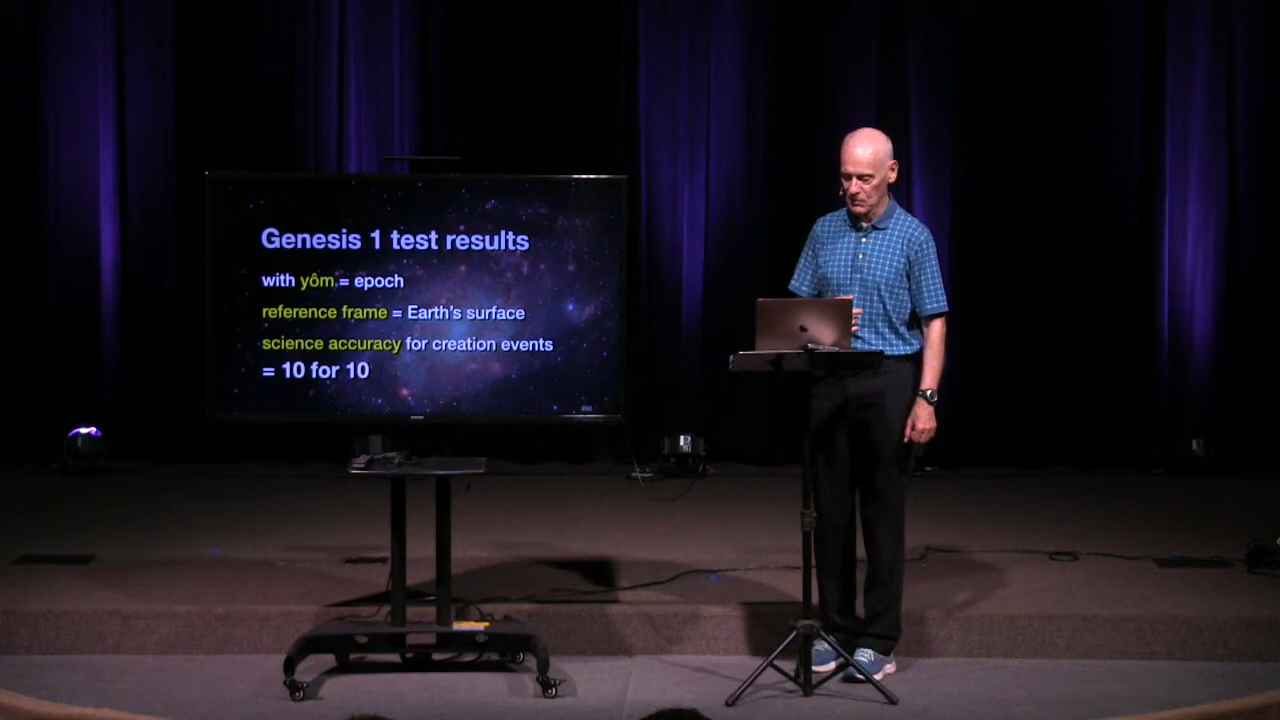 Genesis 1 test results
with yôm = epoch
reference frame = Earth's surface
science accuracy for creation events
= 10 for 10